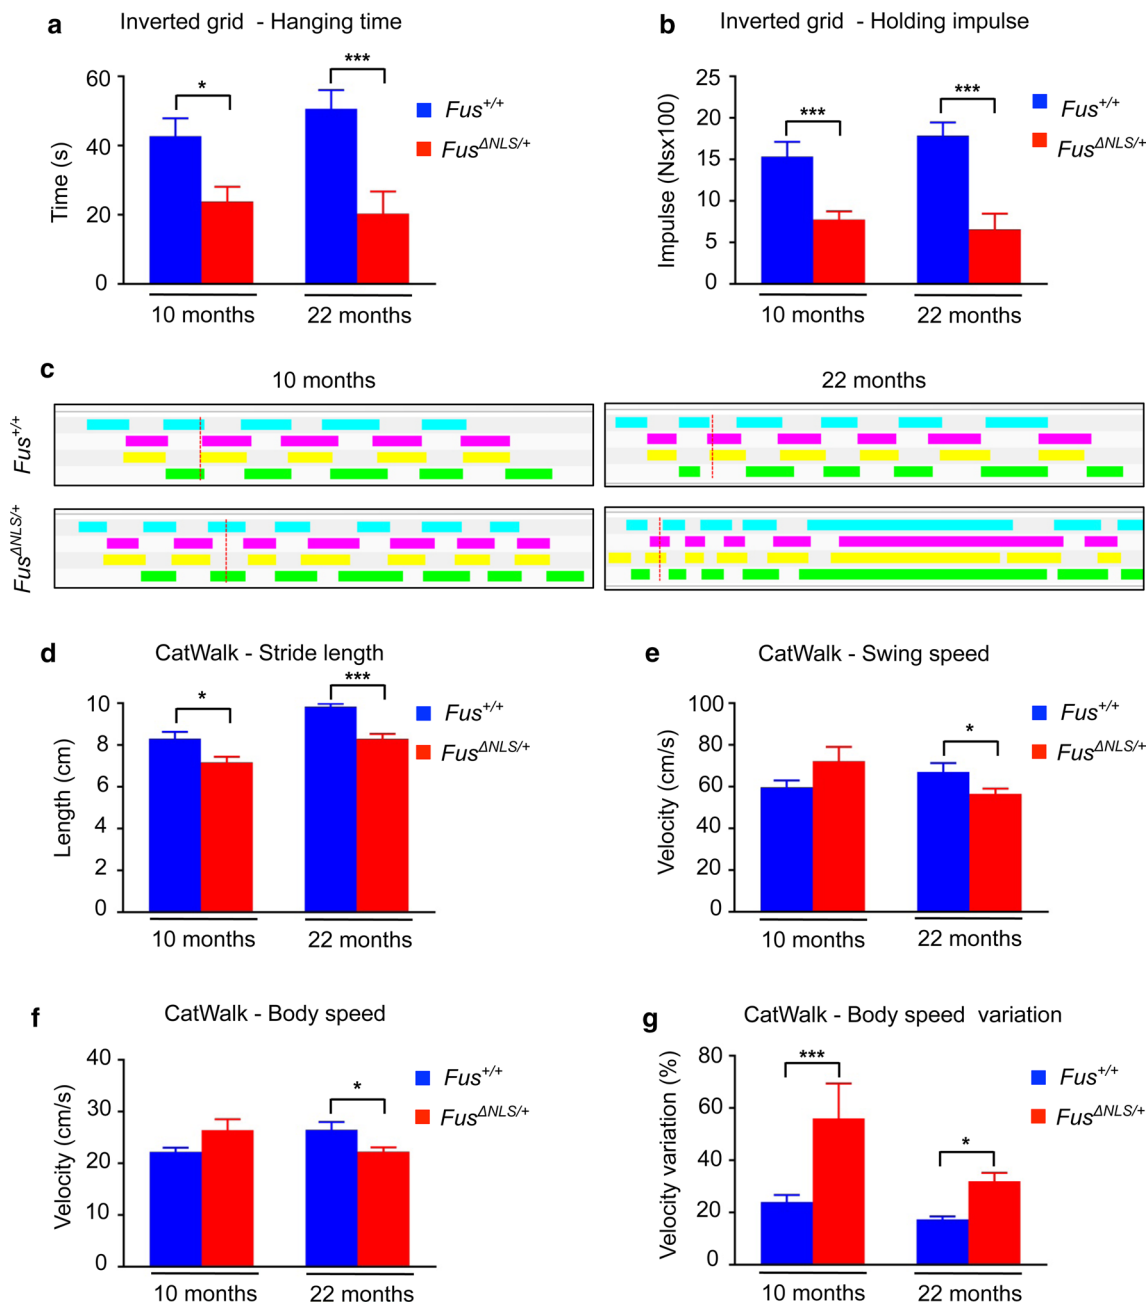 a Inverted grid - Hanging time
60
40
20
0
Time (s)
*
***
Fus+/+
FusΔNLS/+
10 months 22 months
b Inverted grid - Holding impulse
25
20
15
10
5
0
Impulse (Nsx100)
***
***
Fus+/+
FusΔNLS/+
10 months 22 months
c
10 months 22 months
Fus+/+
FusΔNLS/+
d CatWalk - Stride length
10
8
6
4
2
0
Length (cm)
*
***
Fus+/+
FusΔNLS/+
10 months 22 months
e CatWalk - Swing speed
100
80
60
40
20
0
Velocity (cm/s)
*
Fus+/+
FusΔNLS/+
10 months 22 months
f CatWalk - Body speed
40
30
20
10
0
Velocity (cm/s)
*
Fus+/+
FusΔNLS/+
10 months 22 months
g CatWalk - Body speed variation
80
60
40
20
0
Velocity variation (%)
***
*
Fus+/+
FusΔNLS/+
10 months 22 months